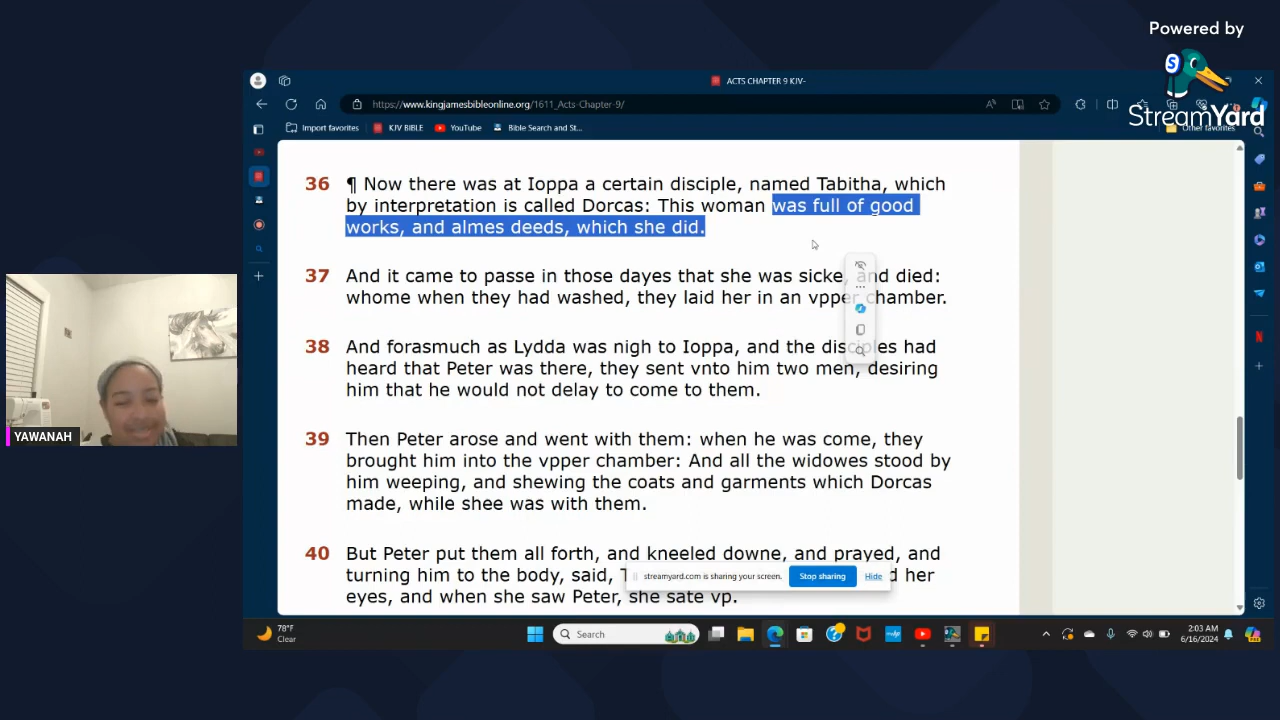 Powered by
S
StreamYard
ACTS CHAPTER 9 KJV-
https://www.kingjamesbibleonline.org/1611_Acts-Chapter-9/
Import favorites
KJV BIBLE
YouTube
Bible Search and St...
Other favorites
36 ¶ Now there was at Ioppa a certain disciple, named Tabitha, which
by interpretation is called Dorcas: This woman was full of good
works, and almes deeds, which she did.
37 And it came to passe in those dayes that she was sicke, and died:
whome when they had washed, they laid her in an vpper chamber.
38 And forasmuch as Lydda was nigh to Ioppa, and the disciples had
heard that Peter was there, they sent vnto him two men, desiring
him that he would not delay to come to them.
39 Then Peter arose and went with them: when he was come, they
brought him into the vpper chamber: And all the widowes stood by
him weeping, and shewing the coats and garments which Dorcas
made, while shee was with them.
40 But Peter put them all forth, and kneeled downe, and prayed, and
turning him to the body, said, her
eyes, and when she saw Peter, she sate vp.
streamyard.com is sharing your screen.
Stop sharing
Hide
YAWANAH
78°F
Clear
Search
2:03 AM
6/16/2024